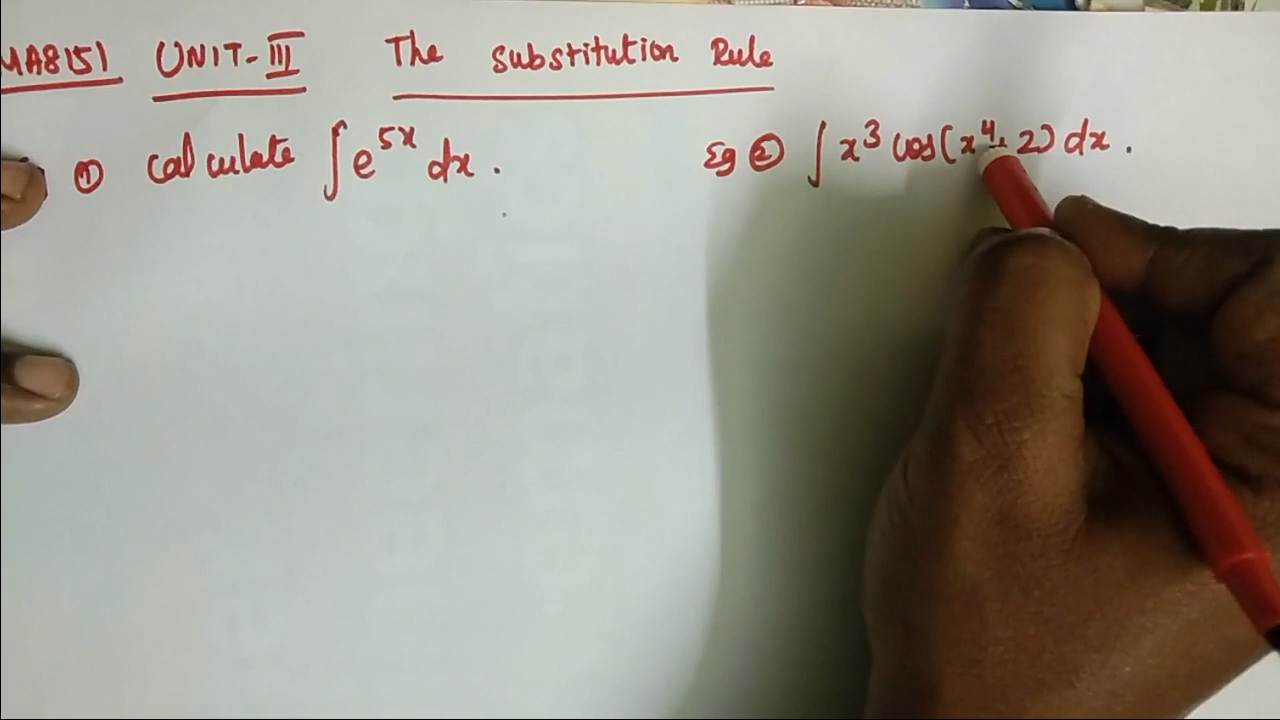 MA8151 UNIT-III The substitution Rule
① calculate ∫e^{5x} dx.
Eg ② ∫x³ cos(x⁴ 2) dx.